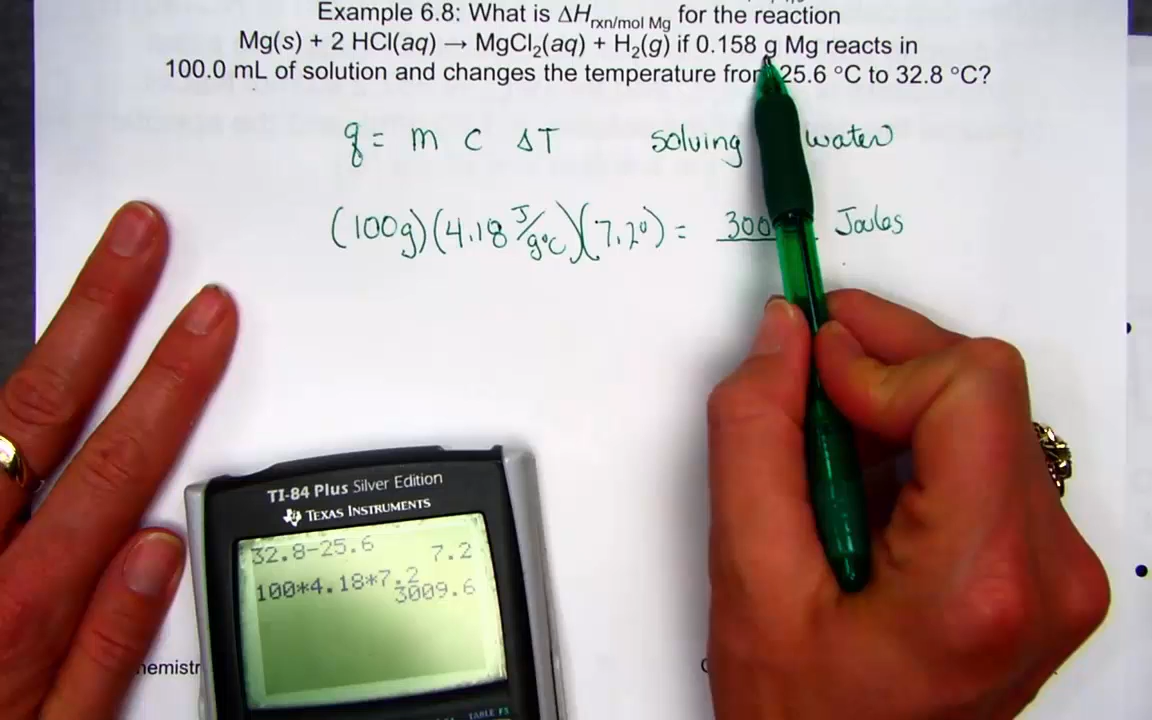 Example 6.8: What is ΔHrxn/mol Mg for the reaction
Mg(s) + 2 HCl(aq) → MgCl2(aq) + H2(g) if 0.158 g Mg reacts in
100.0 mL of solution and changes the temperature from 25.6 °C to 32.8 °C?
q = m c ΔT solving water
(100g)(4.18 J/g°C)(7.2°) = 300 Joules
TI-84 Plus Silver Edition
TEXAS INSTRUMENTS
32.8-25.6
7.2
100*4.18*7.2
3009.6
TABLE F5